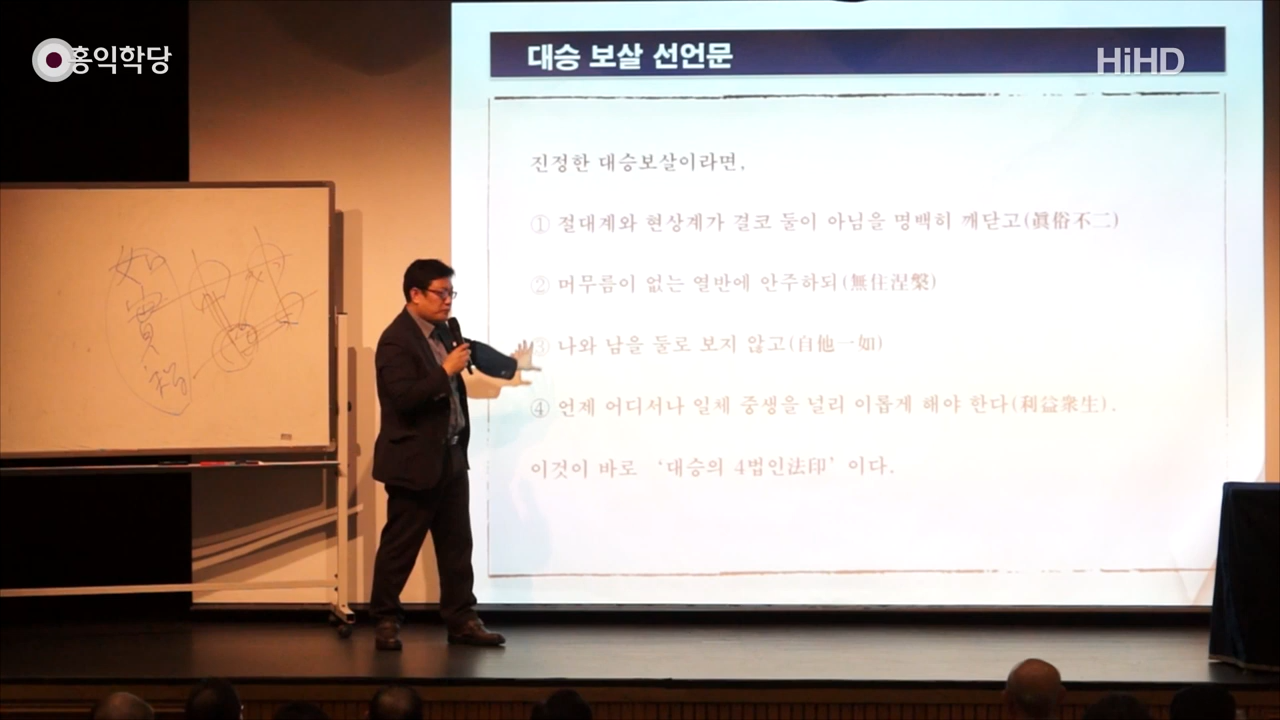 홍익학당
HiHD
대승 보살 선언문
진정한 대승보살이라면,
① 절대계와 현상계가 결코 둘이 아님을 명백히 깨닫고(眞俗不二)
② 머무름이 없는 열반에 안주하되(無住涅槃)
③ 나와 남을 둘로 보지 않고(自他一如)
④ 언제 어디서나 일체 중생을 널리 이롭게 해야 한다(利益衆生).
이것이 바로 ‘대승의 4법인法印’이다.
如
實